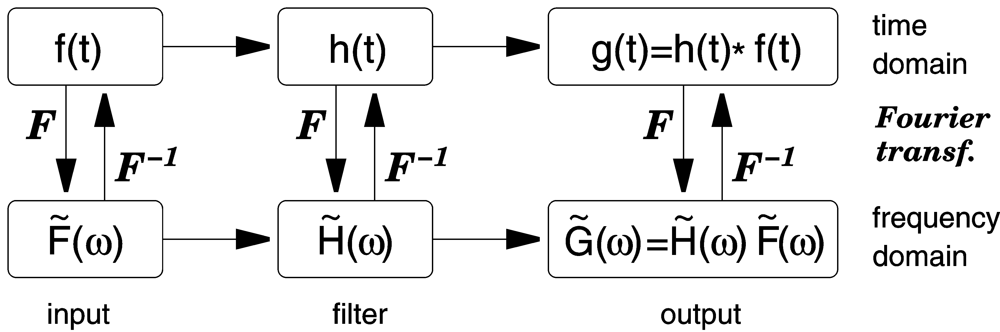 f(t)
h(t)
g(t)=h(t)* f(t)
time
domain
F
F⁻¹
F
F⁻¹
F
F⁻¹
Fourier
transf.
F̃(ω)
H̃(ω)
G̃(ω)=H̃(ω) F̃(ω)
frequency
domain
input
filter
output